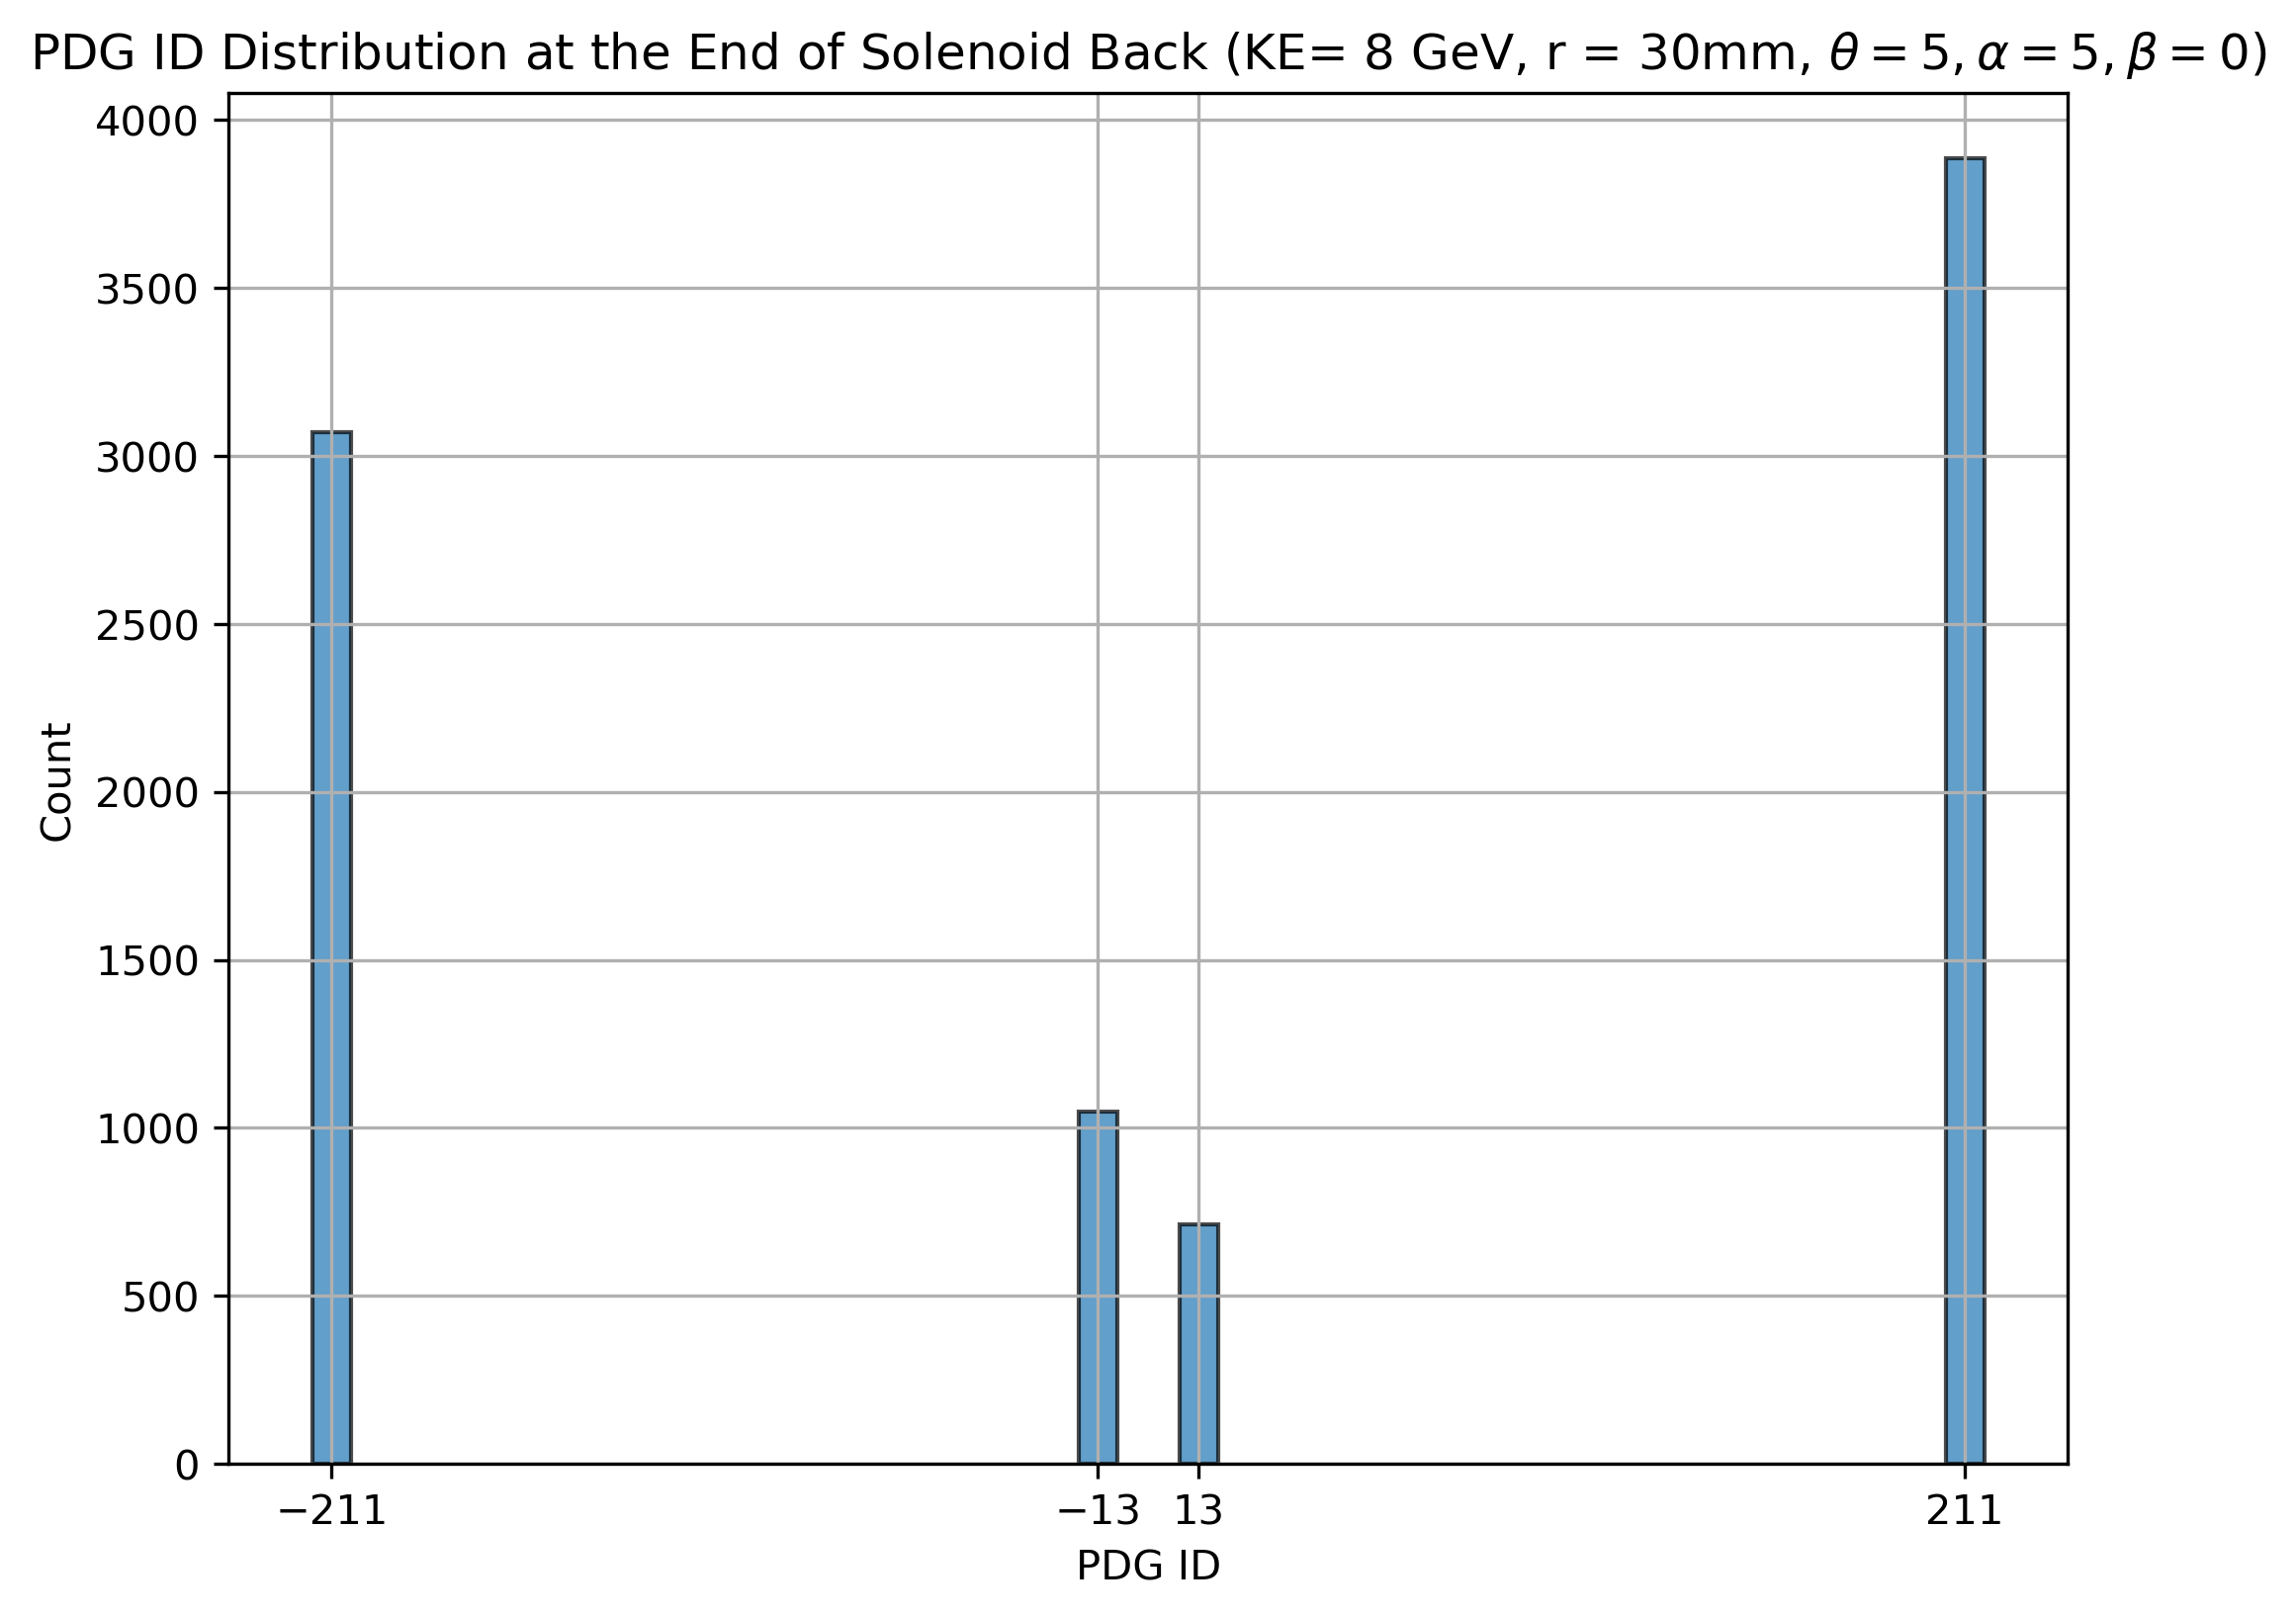 PDG ID Distribution at the End of Solenoid Back (KE= 8 GeV, r = 30mm, θ = 5, α = 5, β = 0)
4000
3500
3000
2500
2000
1500
1000
500
0
Count
−211 −13 13 211
PDG ID